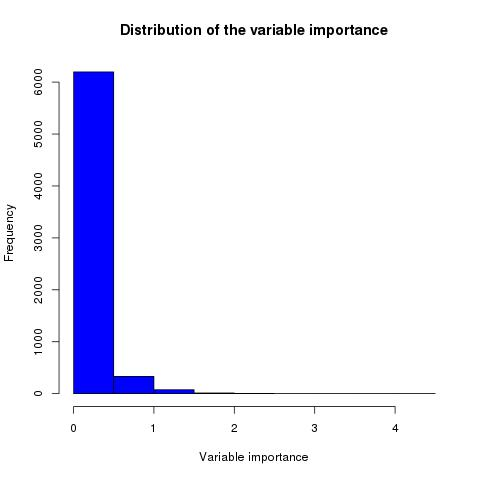 Distribution of the variable importance
Frequency
6000
5000
4000
3000
2000
1000
0
0 1 2 3 4
Variable importance